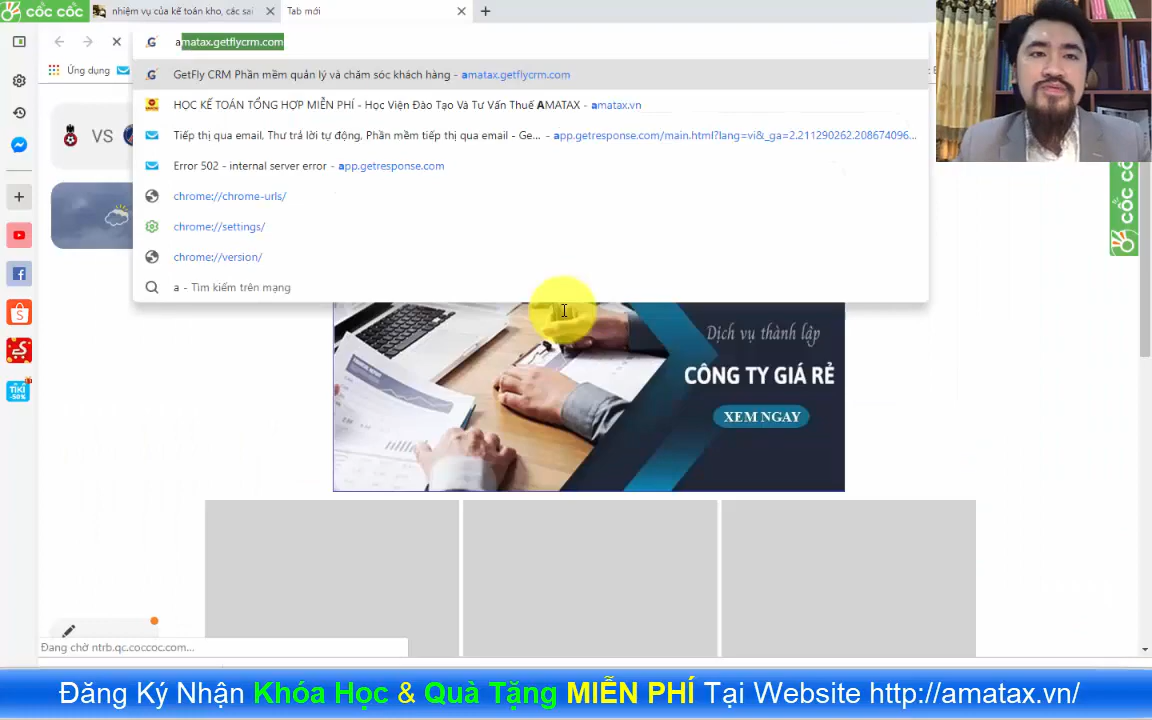 cốc cốc
nhiệm vụ của kế toán kho, các sai
Tab mới
amatax.getflycrm.com
Ứng dụng
GetFly CRM Phần mềm quản lý và chăm sóc khách hàng - amatax.getflycrm.com
HỌC KẾ TOÁN TỔNG HỢP MIỄN PHÍ - Học Viện Đào Tạo Và Tư Vấn Thuế AMATAX - amatax.vn
VS
Tiếp thị qua email, Thư trả lời tự động, Phần mềm tiếp thị qua email - Ge... - app.getresponse.com/main.html?lang=vi&_ga=2.211290262.208674096...
Error 502 - internal server error - app.getresponse.com
chrome://chrome-urls/
chrome://settings/
chrome://version/
a - Tìm kiếm trên mạng
cốc cốc
Dịch vụ thành lập
CÔNG TY GIÁ RẺ
XEM NGAY
TIKI
-50%
Đang chờ ntrb.qc.coccoc.com...
Đăng Ký Nhận Khóa Học & Quà Tặng MIỄN PHÍ Tại Website http://amatax.vn/